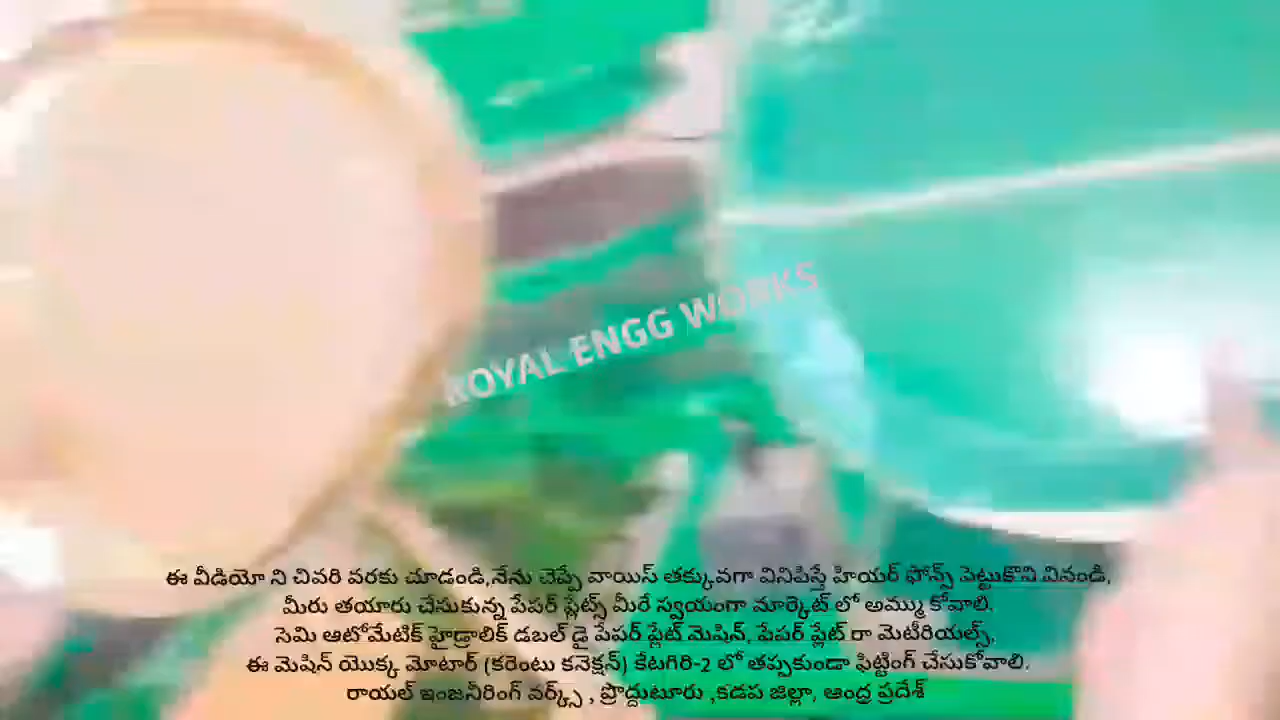 ROYAL ENGG WORKS
ఈ వీడియో ని చివరి వరకు చూడండి,నేను చెప్పే వాయిస్ తక్కువగా వినిపిస్తే హియర్ ఫోన్స్ పెట్టుకొని వినండి,
మీరు తయారు చేసుకున్న పేపర్ ప్లేట్స్ మీరే స్వయంగా మార్కెట్ లో అమ్ము కోవాలి.
సెమి ఆటోమేటిక్ హైడ్రాలిక్ డబల్ డై పేపర్ ప్లేట్ మెషిన్, పేపర్ ప్లేట్ రా మెటీరియల్స్,
ఈ మెషిన్ యొక్క మోటార్ (కరెంటు కనెక్షన్) కేటగిరి-2 లో తప్పకుండా ఫిట్టింగ్ చేసుకోవాలి.
రాయల్ ఇంజనీరింగ్ వర్క్స్ , ప్రొద్దుటూరు ,కడప జిల్లా, ఆంధ్ర ప్రదేశ్